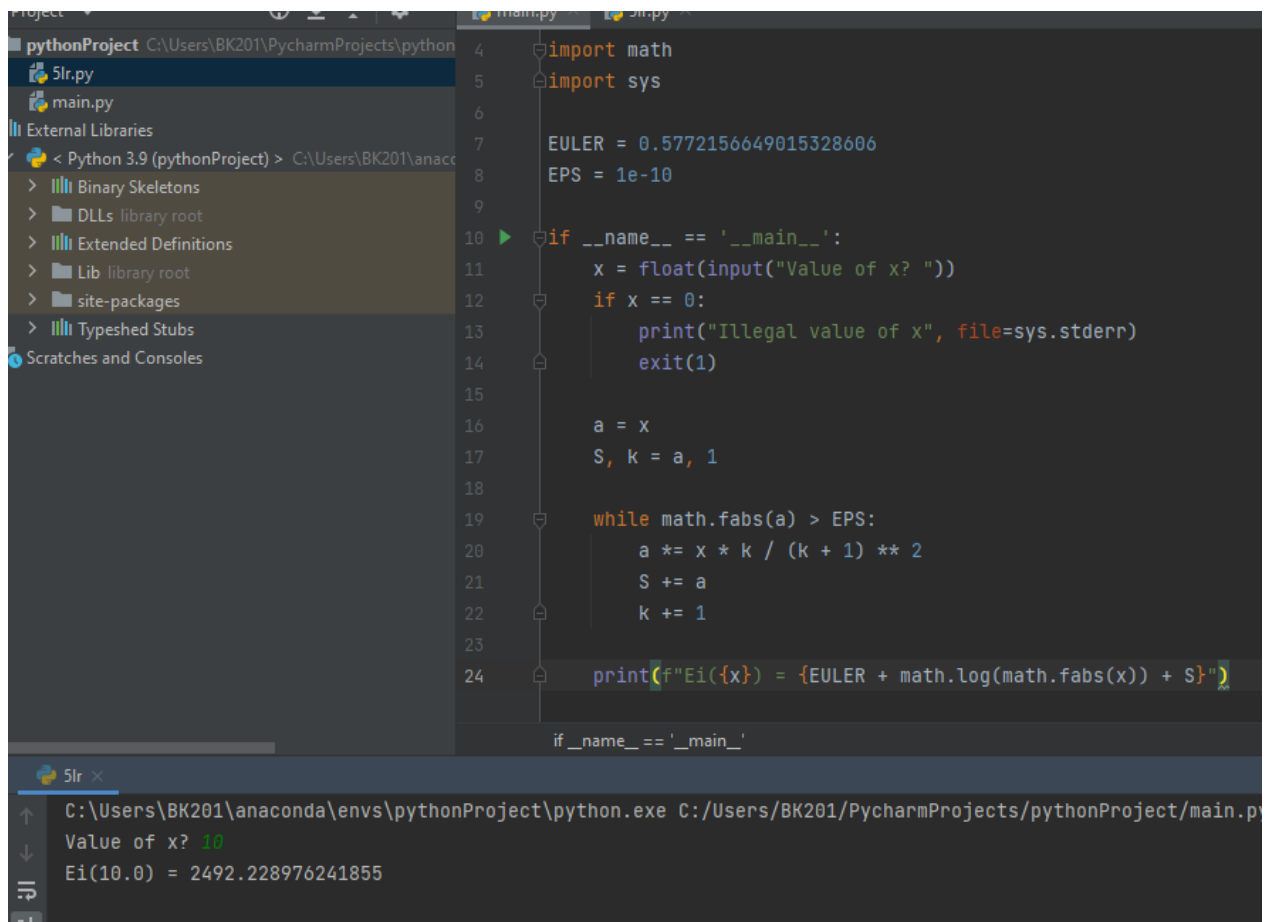 Project
main.py
5lr.py
pythonProject C:\Users\BK201\PycharmProjects\python
5lr.py
main.py
External Libraries
< Python 3.9 (pythonProject) > C:\Users\BK201\anaco
Binary Skeletons
DLLs library root
Extended Definitions
Lib library root
site-packages
Typeshed Stubs
Scratches and Consoles
4 import math
5 import sys
6
7 EULER = 0.5772156649015328606
8 EPS = 1e-10
9
10 if __name__ == '__main__':
11 x = float(input("Value of x? "))
12 if x == 0:
13 print("Illegal value of x", file=sys.stderr)
14 exit(1)
15
16 a = x
17 S, k = a, 1
18
19 while math.fabs(a) > EPS:
20 a *= x * k / (k + 1) ** 2
21 S += a
22 k += 1
23
24 print(f"Ei({x}) = {EULER + math.log(math.fabs(x)) + S}")
if __name__ == '__main__'
5lr
C:\Users\BK201\anaconda\envs\pythonProject\python.exe C:/Users/BK201/PycharmProjects/pythonProject/main.py
Value of x? 10
Ei(10.0) = 2492.228976241855